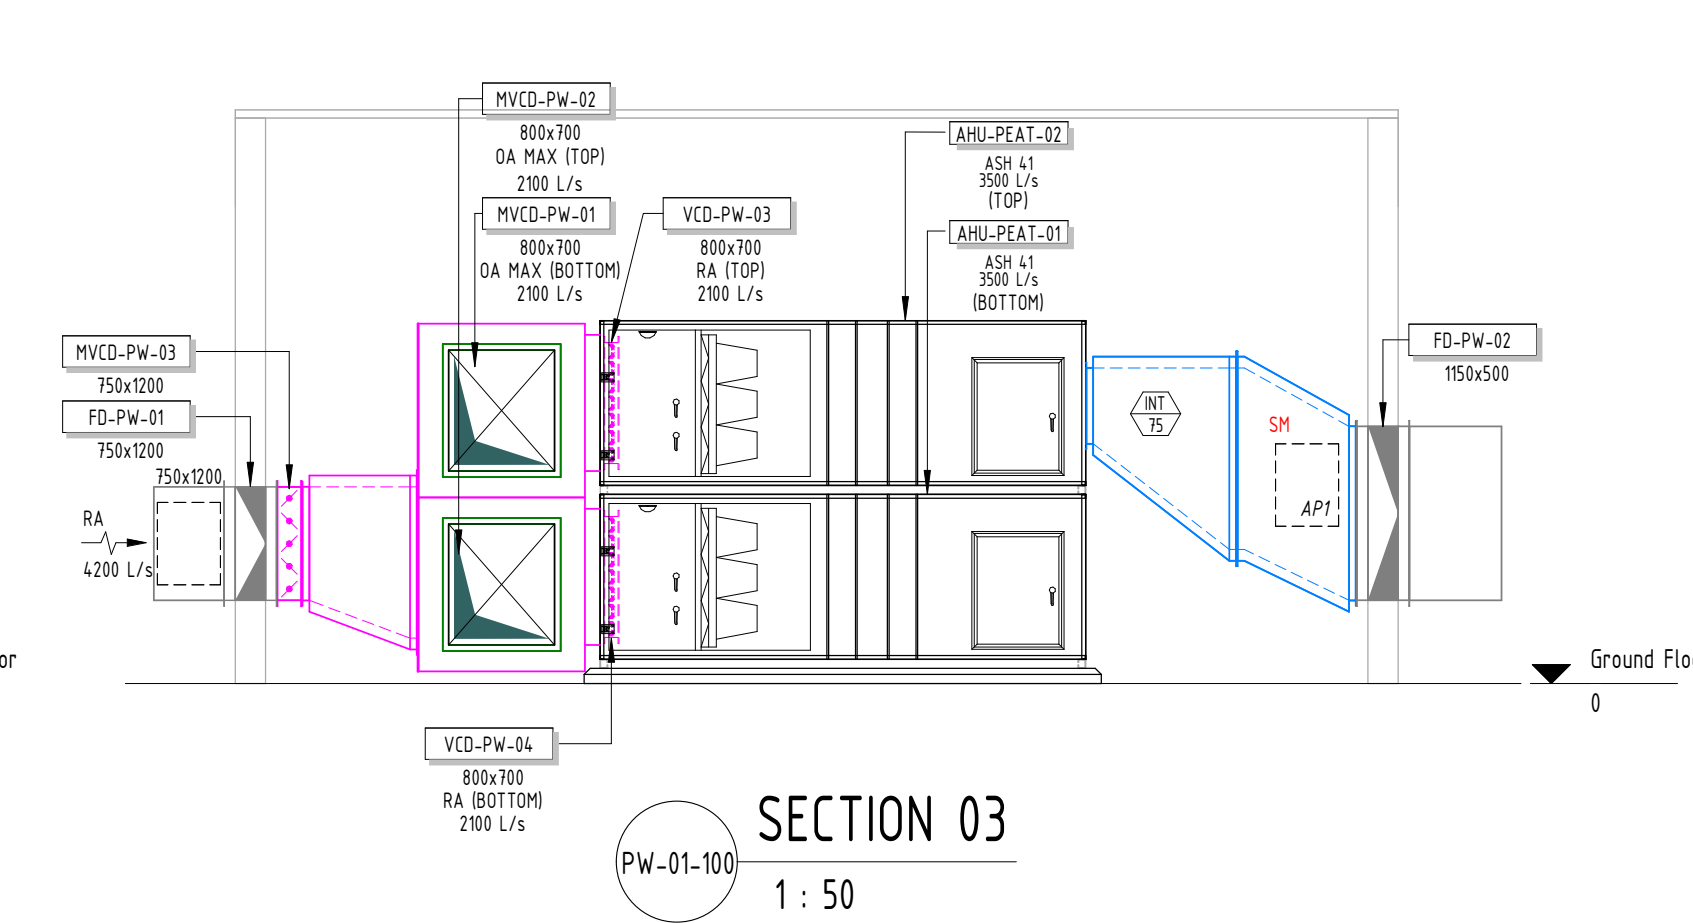 MVCD-PW-02
800x700
OA MAX (TOP)
2100 L/s
MVCD-PW-01
800x700
OA MAX (BOTTOM)
2100 L/s
VCD-PW-03
800x700
RA (TOP)
2100 L/s
AHU-PEAT-02
ASH 41
3500 L/s
(TOP)
AHU-PEAT-01
ASH 41
3500 L/s
(BOTTOM)
MVCD-PW-03
750x1200
FD-PW-01
750x1200
750x1200
RA
4200 L/s
FD-PW-02
1150x500
INT
75
SM
AP1
or
Ground Flo
0
VCD-PW-04
800x700
RA (BOTTOM)
2100 L/s
SECTION 03
PW-01-100
1 : 50